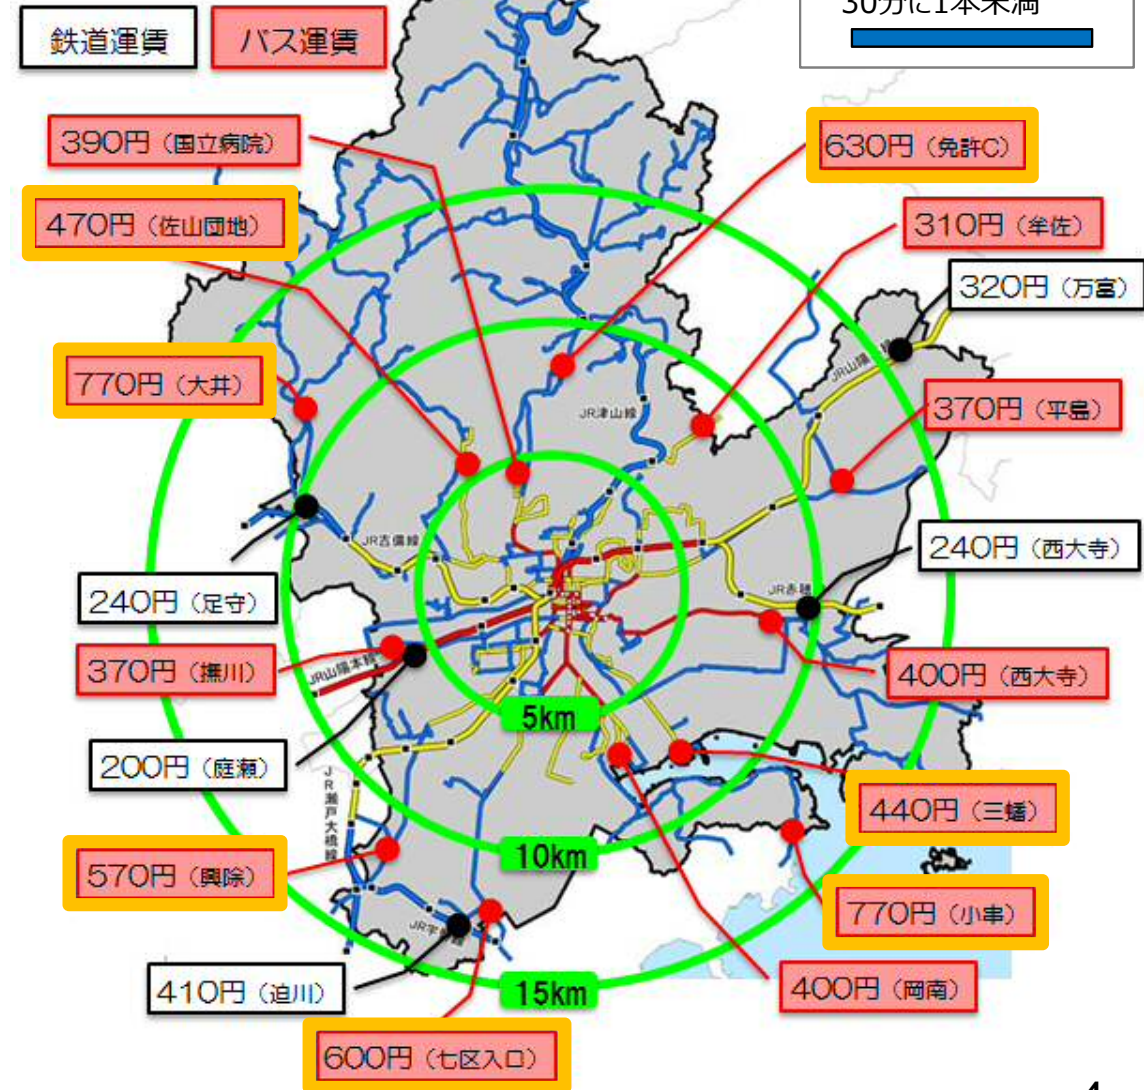 30分に1本未満
鉄道運賃
バス運賃
390円（国立病院）
630円（免許C）
470円（佐山団地）
310円（牟佐）
320円（万富）
770円（大井）
JR津山線
370円（平島）
JR吉備線
240円（西大寺）
240円（足守）
JR赤穂
370円（撫川）
JR山陽本線
400円（西大寺）
5km
200円（庭瀬）
JR瀬戸大橋線
440円（三蟠）
10km
570円（興除）
770円（小串）
410円（迫川）
15km
400円（岡南）
600円（七区入口）